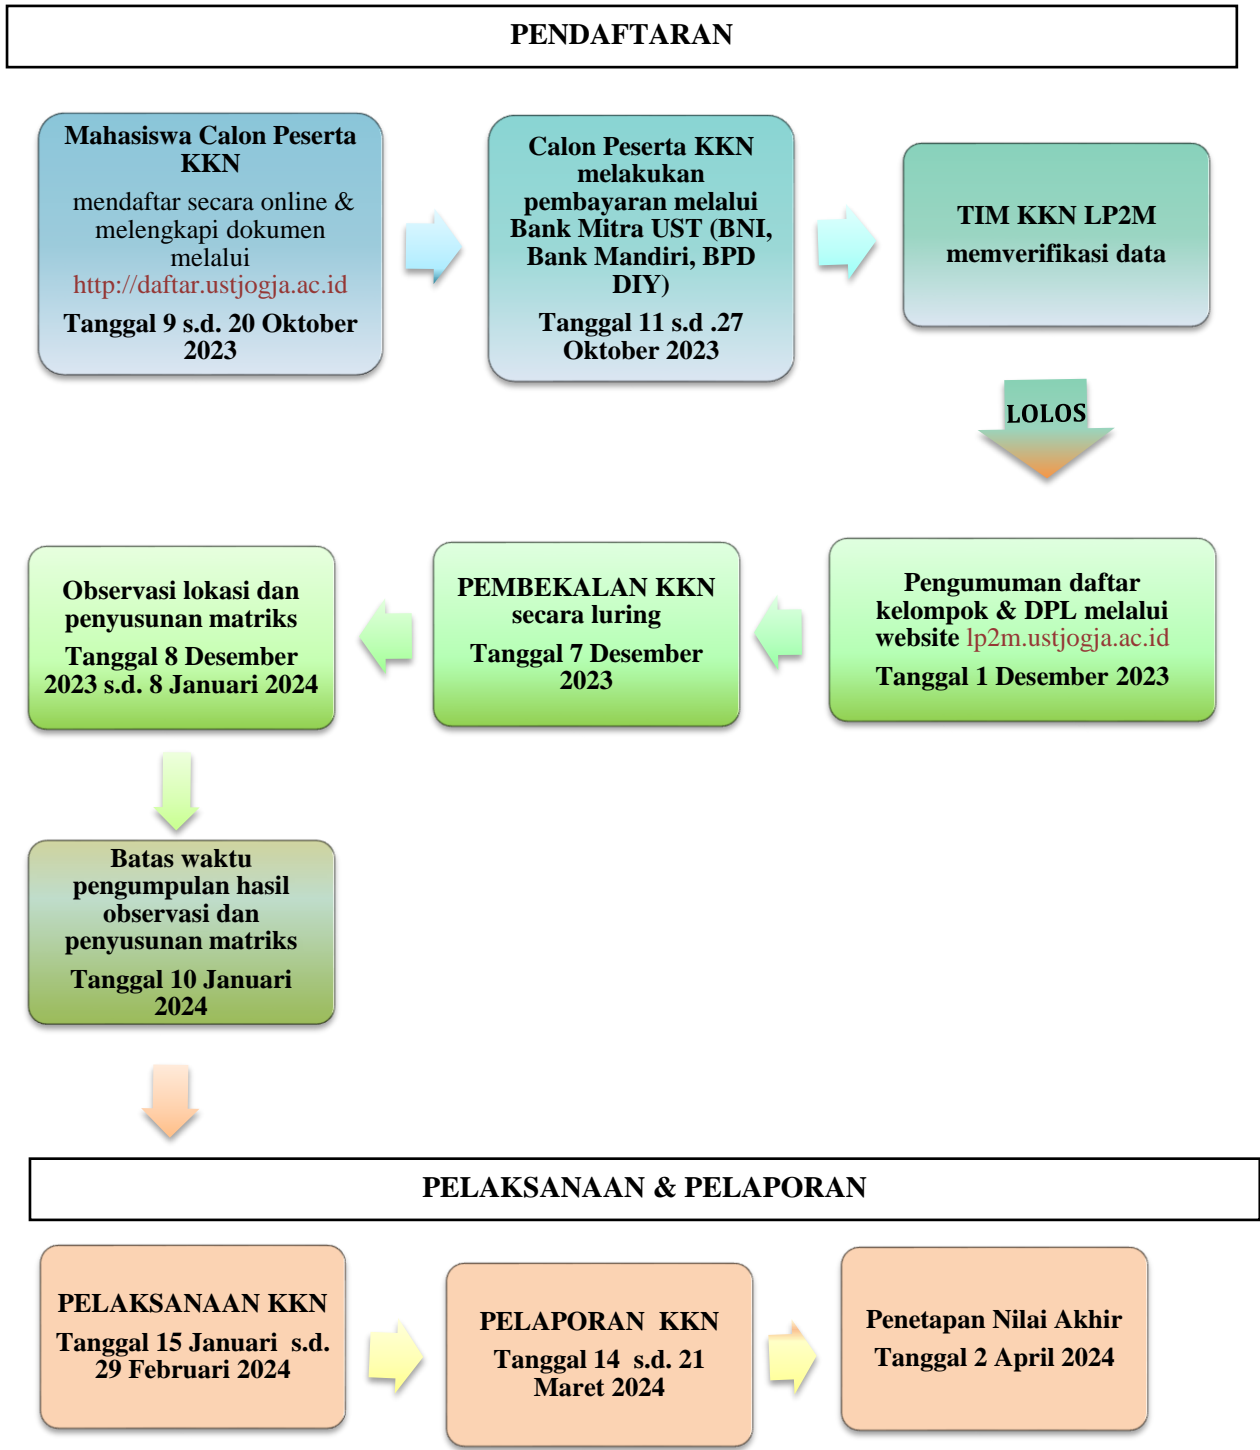 PENDAFTARAN
Mahasiswa Calon Peserta
KKN
mendaftar secara online &
melengkapi dokumen
melalui
http://daftar.ustjogja.ac.id
Tanggal 9 s.d. 20 Oktober
2023
Calon Peserta KKN
melakukan
pembayaran melalui
Bank Mitra UST (BNI,
Bank Mandiri, BPD
DIY)
Tanggal 11 s.d .27
Oktober 2023
TIM KKN LP2M
memverifikasi data
LOLOS
Pengumuman daftar
kelompok & DPL melalui
website lp2m.ustjogja.ac.id
Tanggal 1 Desember 2023
PEMBEKALAN KKN
secara luring
Tanggal 7 Desember
2023
Observasi lokasi dan
penyusunan matriks
Tanggal 8 Desember
2023 s.d. 8 Januari 2024
Batas waktu
pengumpulan hasil
observasi dan
penyusunan matriks
Tanggal 10 Januari
2024
PELAKSANAAN & PELAPORAN
PELAKSANAAN KKN
Tanggal 15 Januari s.d.
29 Februari 2024
PELAPORAN KKN
Tanggal 14 s.d. 21
Maret 2024
Penetapan Nilai Akhir
Tanggal 2 April 2024